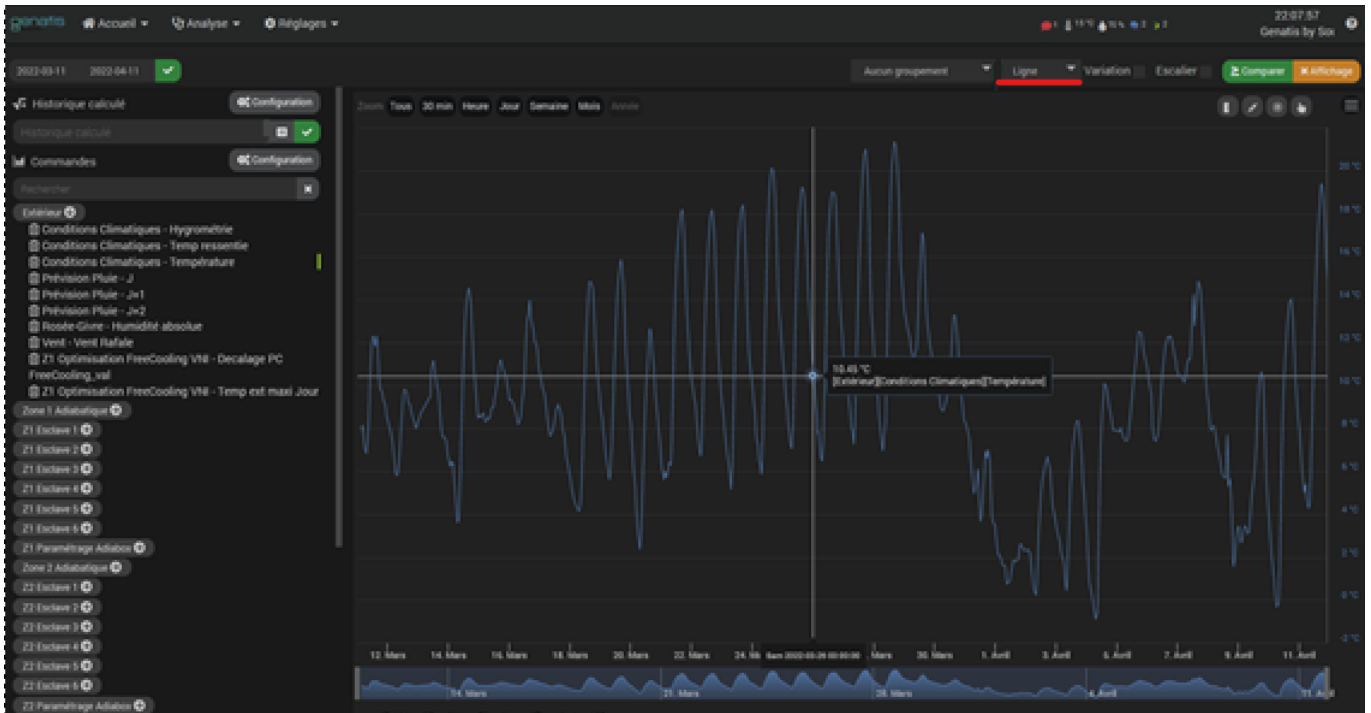 genatis Accueil Analyse Réglages
22:07:57
Genatis by Sox
2022-03-11 2022-04-11
Aucun groupement Ligne Variation Escalier Comparer Affichage
Historique calculé Configuration
Historique calculé
Commandes Configuration
Rechercher
Extérieur
Conditions Climatiques - Hygrométrie
Conditions Climatiques - Temp ressentie
Conditions Climatiques - Température
Prévision Pluie - J
Prévision Pluie - J+1
Prévision Pluie - J+2
Rosée-Givre - Humidité absolue
Vent - Vent Rafale
Z1 Optimisation FreeCooling VNI - Decalage PC
FreeCooling_val
Z1 Optimisation FreeCooling VNI - Temp ext maxi Jour
Zone 1 Adiabatique
Z1 Esclave 1
Z1 Esclave 2
Z1 Esclave 3
Z1 Esclave 4
Z1 Esclave 5
Z1 Esclave 6
Z1 Paramétrage Adiabox
Zone 2 Adiabatique
Z2 Esclave 1
Z2 Esclave 2
Z2 Esclave 3
Z2 Esclave 4
Z2 Esclave 5
Z2 Esclave 6
Z2 Paramétrage Adiabox
Zoom Tous 30 min Heure Jour Semaine Mois Année
10.45 °C
[Extérieur][Conditions Climatiques][Température]
20 °C
18 °C
16 °C
14 °C
12 °C
10 °C
8 °C
6 °C
4 °C
2 °C
0 °C
-2 °C
12. Mars 14. Mars 16. Mars 18. Mars 20. Mars 22. Mars 24. Sam 2022-03-26 00:00:00 Mars 30. Mars 1. Avril 3. Avril 5. Avril 7. Avril 9. Avril 11. Avril
14. Mars 21. Mars 28. Mars 4. Avril 11.